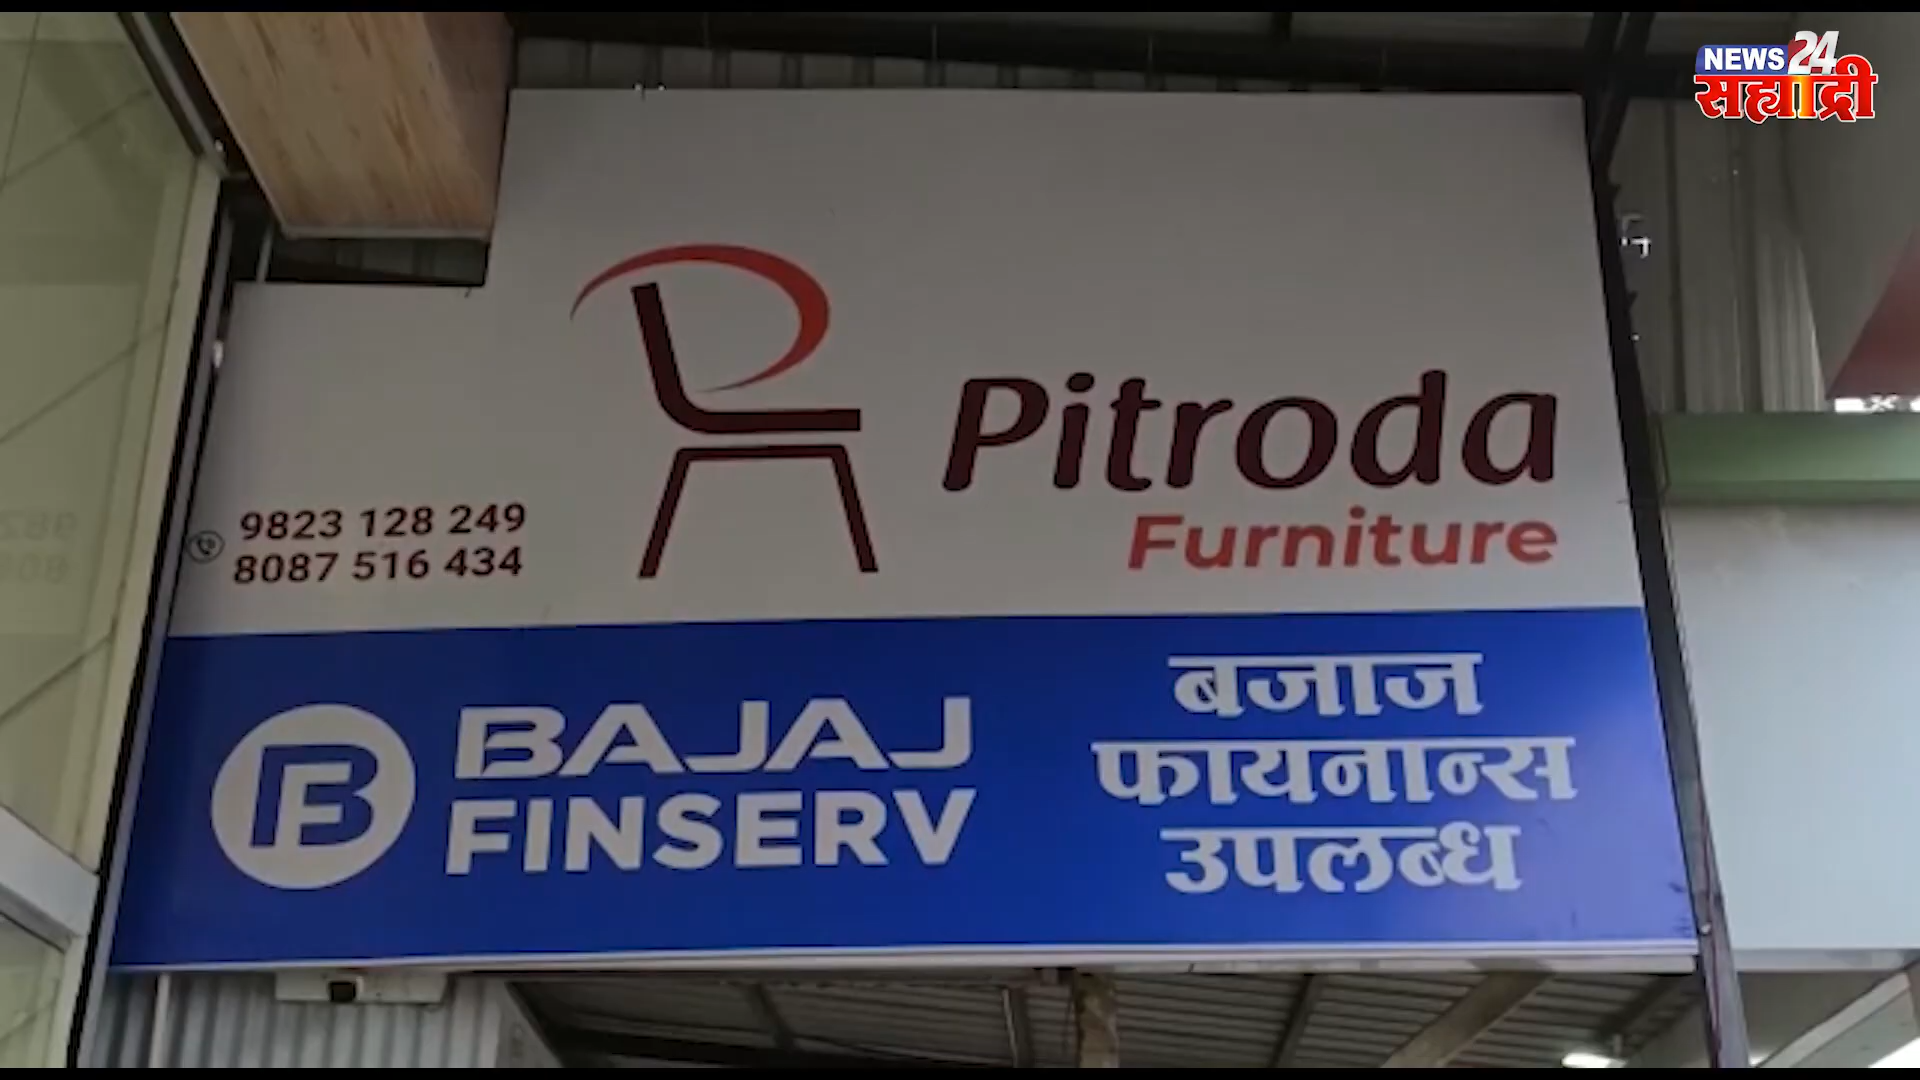 NEWS 24
सह्याद्री
Pitroda
Furniture
9823 128 249
8087 516 434
BAJAJ
FINSERV
बजाज
फायनान्स
उपलब्ध